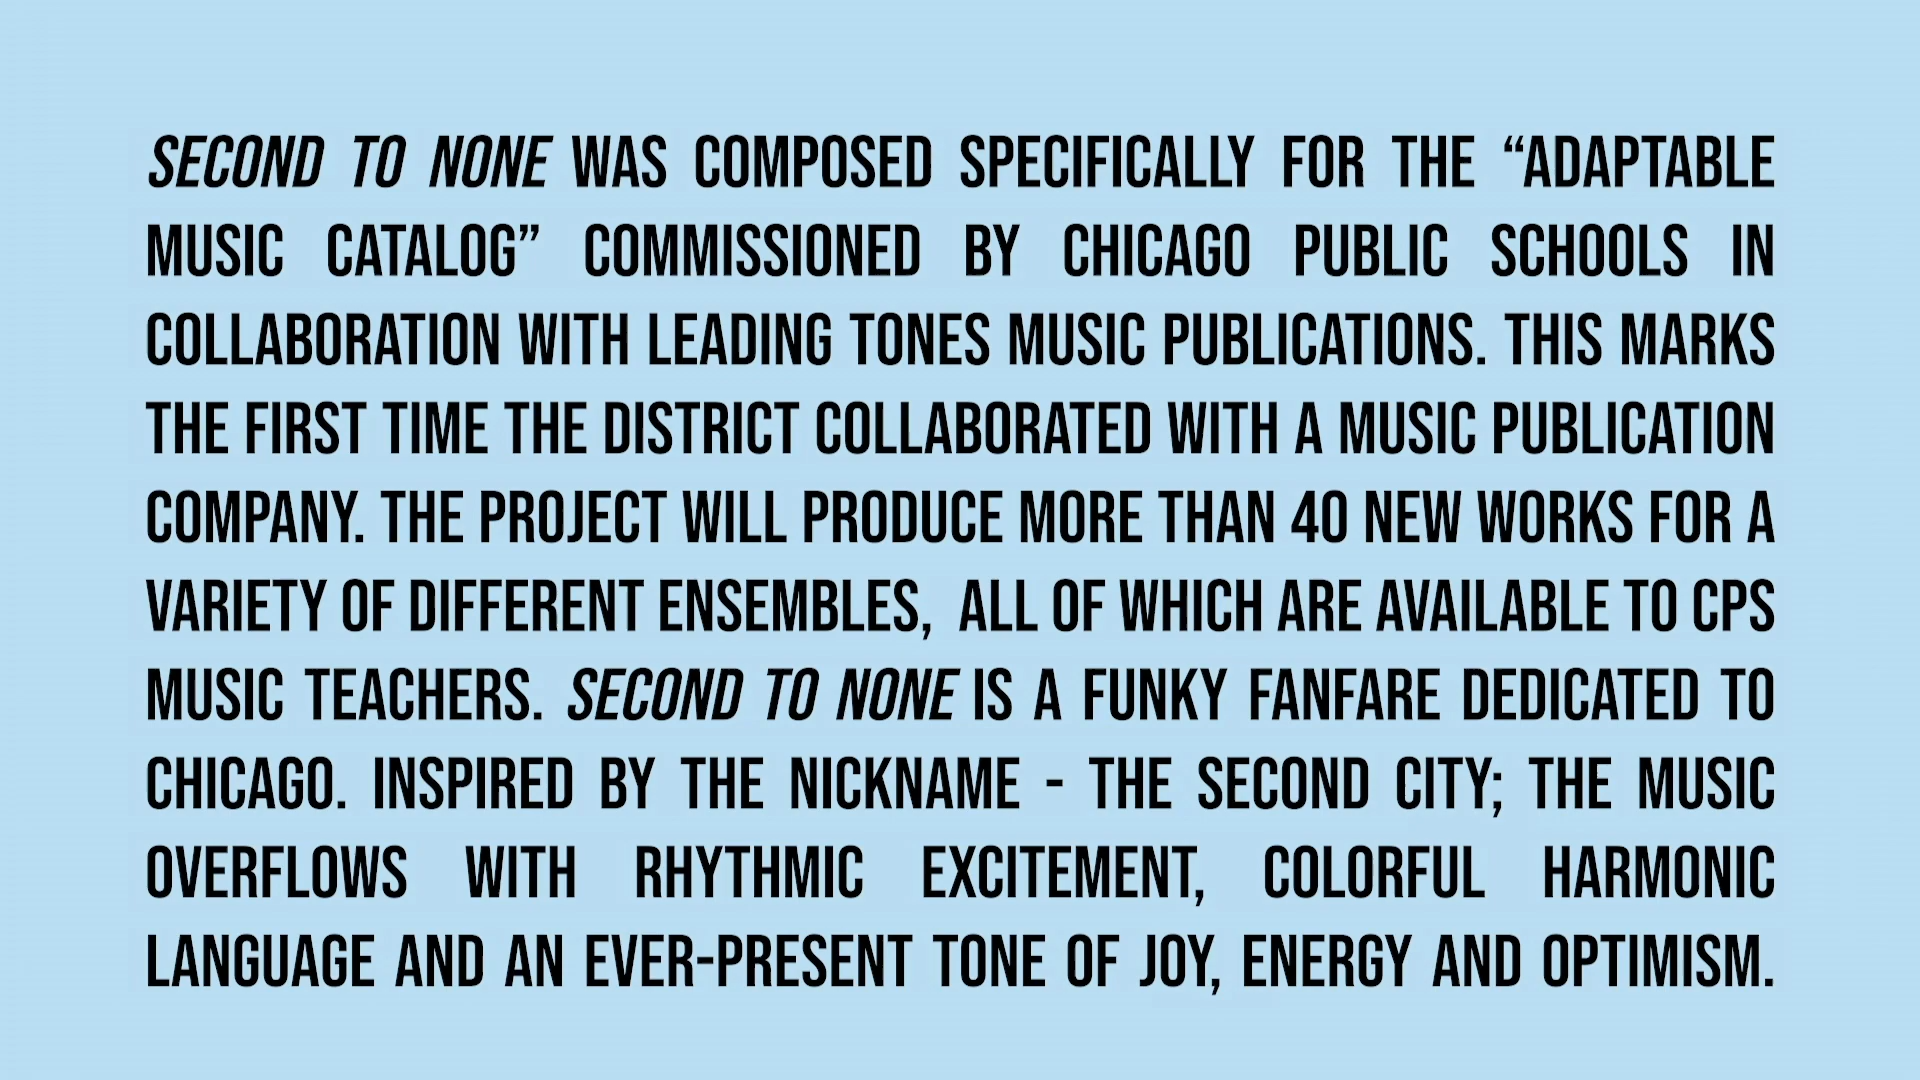 SECOND TO NONE WAS COMPOSED SPECIFICALLY FOR THE “ADAPTABLE
MUSIC CATALOG” COMMISSIONED BY CHICAGO PUBLIC SCHOOLS IN
COLLABORATION WITH LEADING TONES MUSIC PUBLICATIONS. THIS MARKS
THE FIRST TIME THE DISTRICT COLLABORATED WITH A MUSIC PUBLICATION
COMPANY. THE PROJECT WILL PRODUCE MORE THAN 40 NEW WORKS FOR A
VARIETY OF DIFFERENT ENSEMBLES,  ALL OF WHICH ARE AVAILABLE TO CPS
MUSIC TEACHERS. SECOND TO NONE IS A FUNKY FANFARE DEDICATED TO
CHICAGO. INSPIRED BY THE NICKNAME - THE SECOND CITY; THE MUSIC
OVERFLOWS WITH RHYTHMIC EXCITEMENT, COLORFUL HARMONIC
LANGUAGE AND AN EVER-PRESENT TONE OF JOY, ENERGY AND OPTIMISM.